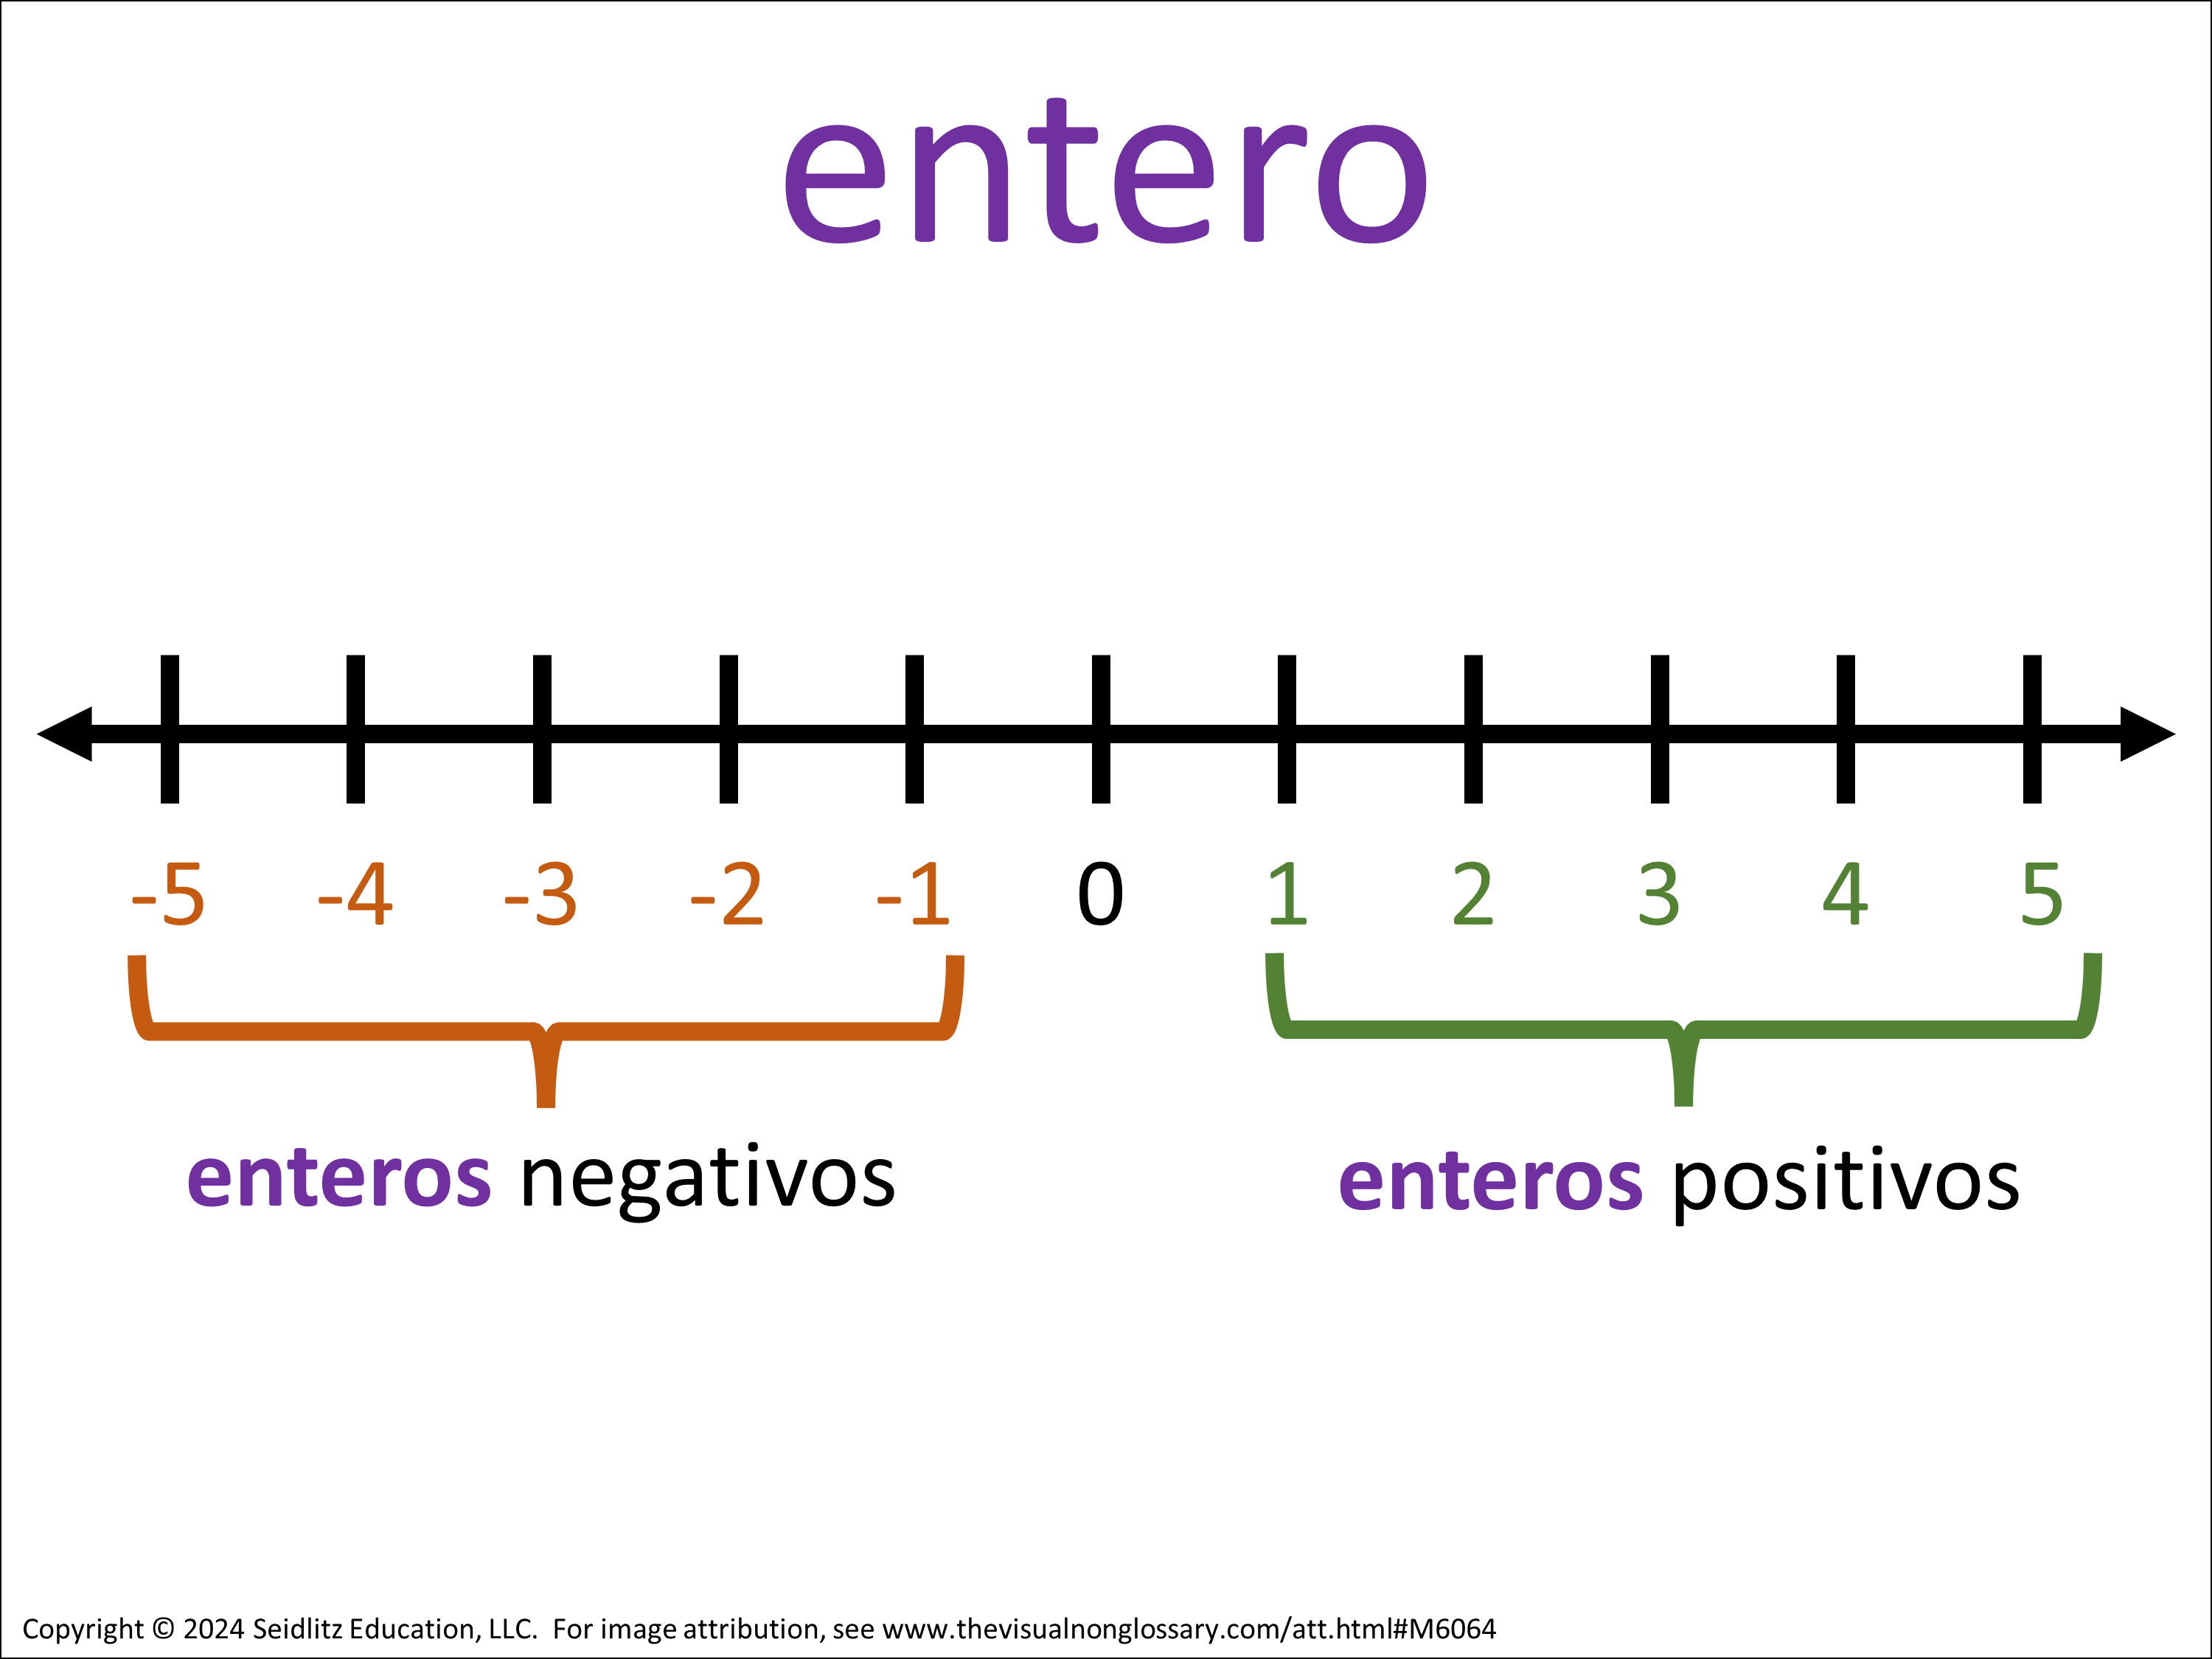 entero
-5 -4 -3 -2 -1 0 1 2 3 4 5
enteros negativos enteros positivos
Copyright © 2024 Seidlitz Education, LLC. For image attribution, see www.thevisualnonglossary.com/att.html#M6064